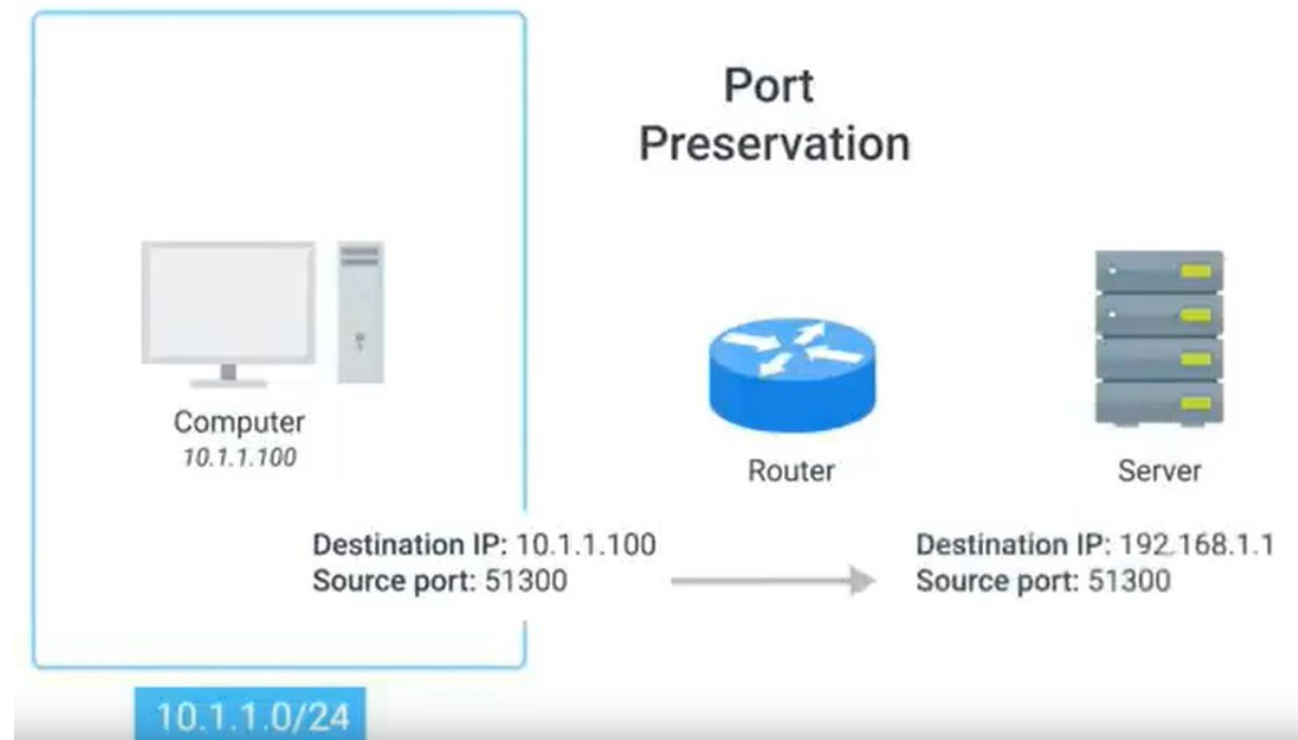 Port
Preservation
Computer
10.1.1.100
Router
Server
Destination IP: 10.1.1.100
Source port: 51300
Destination IP: 192.168.1.1
Source port: 51300
10.1.1.0/24